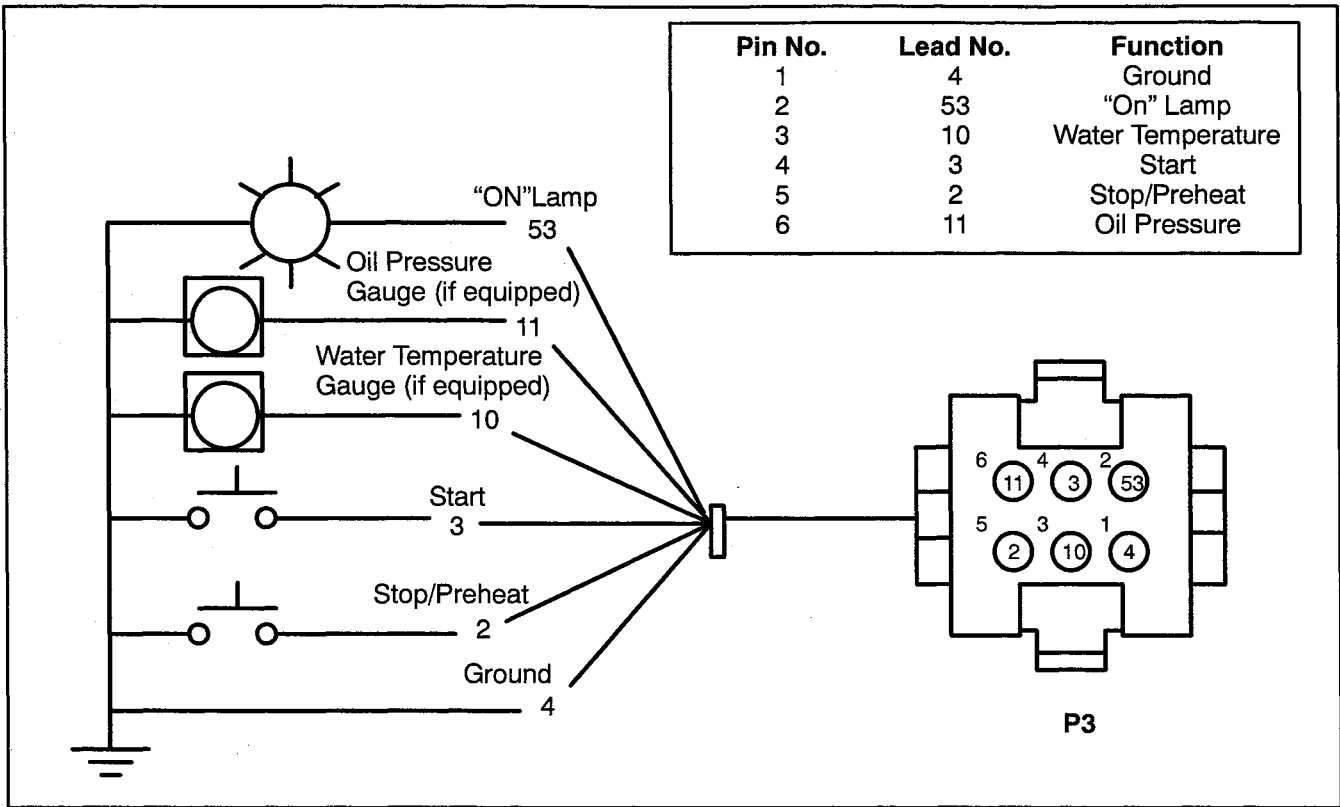 Pin No. Lead No. Function
1 4 Ground
2 53 “On” Lamp
3 10 Water Temperature
4 3 Start
5 2 Stop/Preheat
6 11 Oil Pressure
“ON”Lamp
53
Oil Pressure
Gauge (if equipped)
11
Water Temperature
Gauge (if equipped)
10
Start
3
Stop/Preheat
2
Ground
4
6 4 2
11 3 53
5 3 1
2 10 4
P3